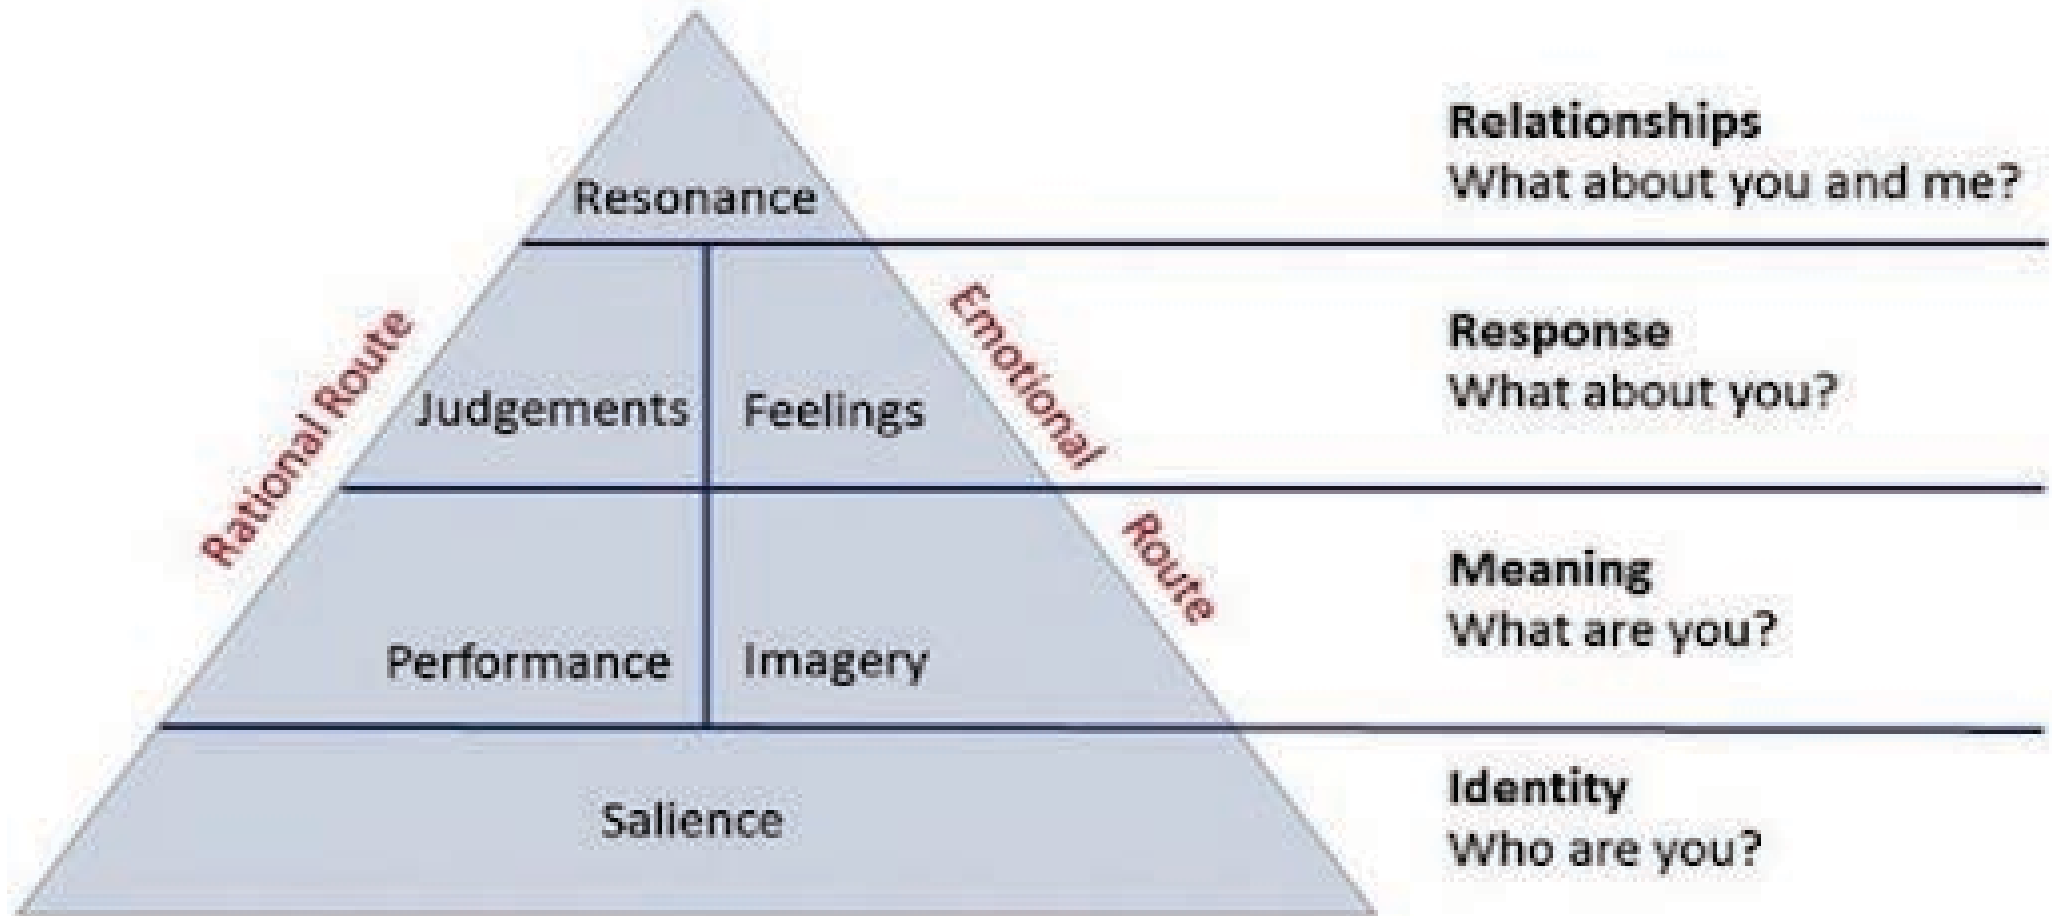 Resonance
Relationships
What about you and me?
Rational Route
Judgements
Feelings
Emotional
Response
What about you?
Performance
Imagery
Route
Meaning
What are you?
Salience
Identity
Who are you?